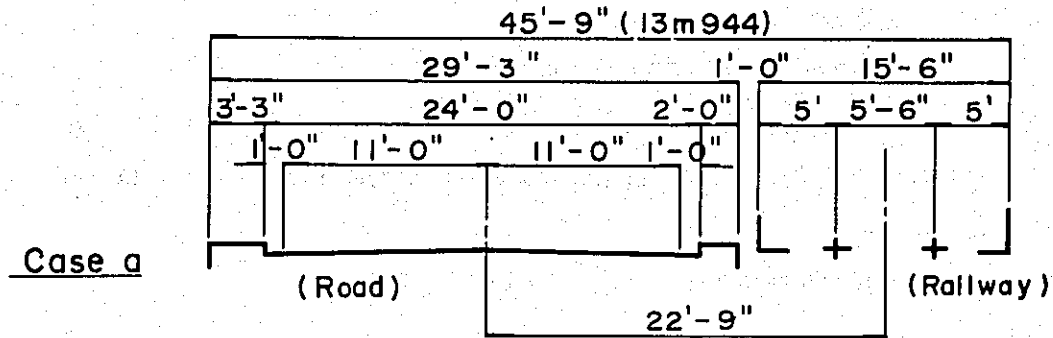 45'-9" (13m944)
29'-3" 1'-0" 15'-6"
3'-3" 24'-0" 2'-0" 5' 5'-6" 5'
1'-0" 11'-0" 11'-0" 1'-0"
Case a
(Road) (Railway)
22'-9"